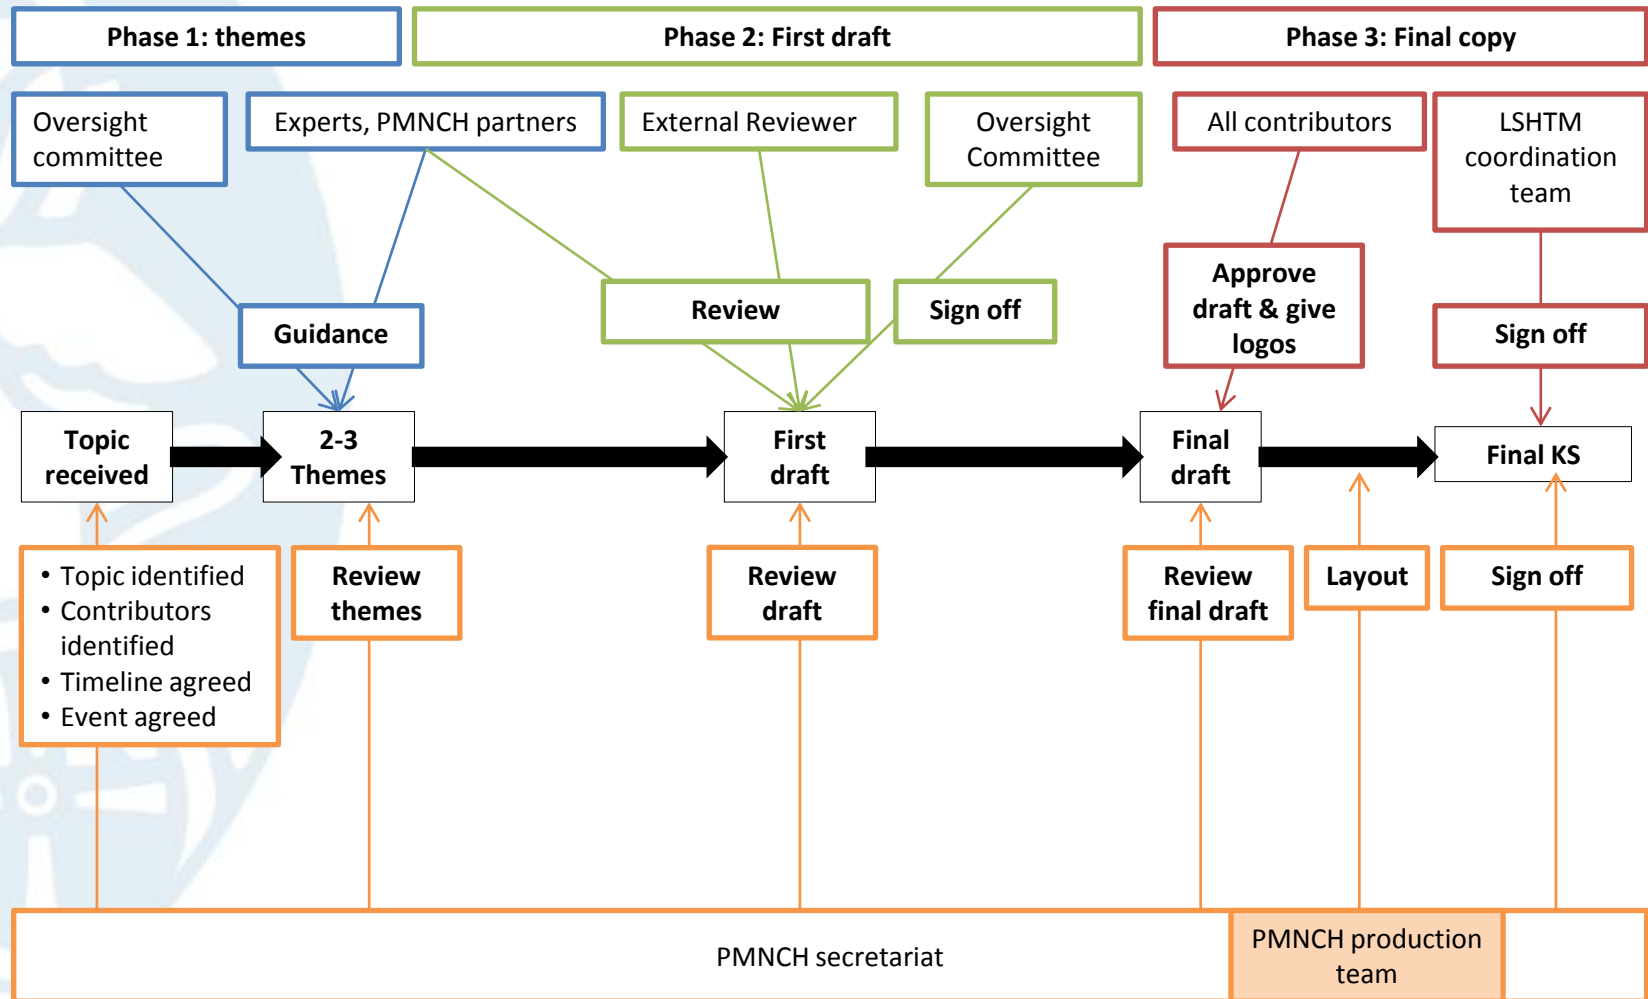 Phase 1: themes
Phase 2: First draft
Phase 3: Final copy
Oversight
committee
Experts, PMNCH partners
External Reviewer
Oversight
Committee
All contributors
LSHTM
coordination
team
Guidance
Review
Sign off
Approve
draft & give
logos
Sign off
Topic
received
2-3
Themes
First
draft
Final
draft
Final KS
• Topic identified
• Contributors
identified
• Timeline agreed
• Event agreed
Review
themes
Review
draft
Review
final draft
Layout
Sign off
PMNCH secretariat
PMNCH production
team